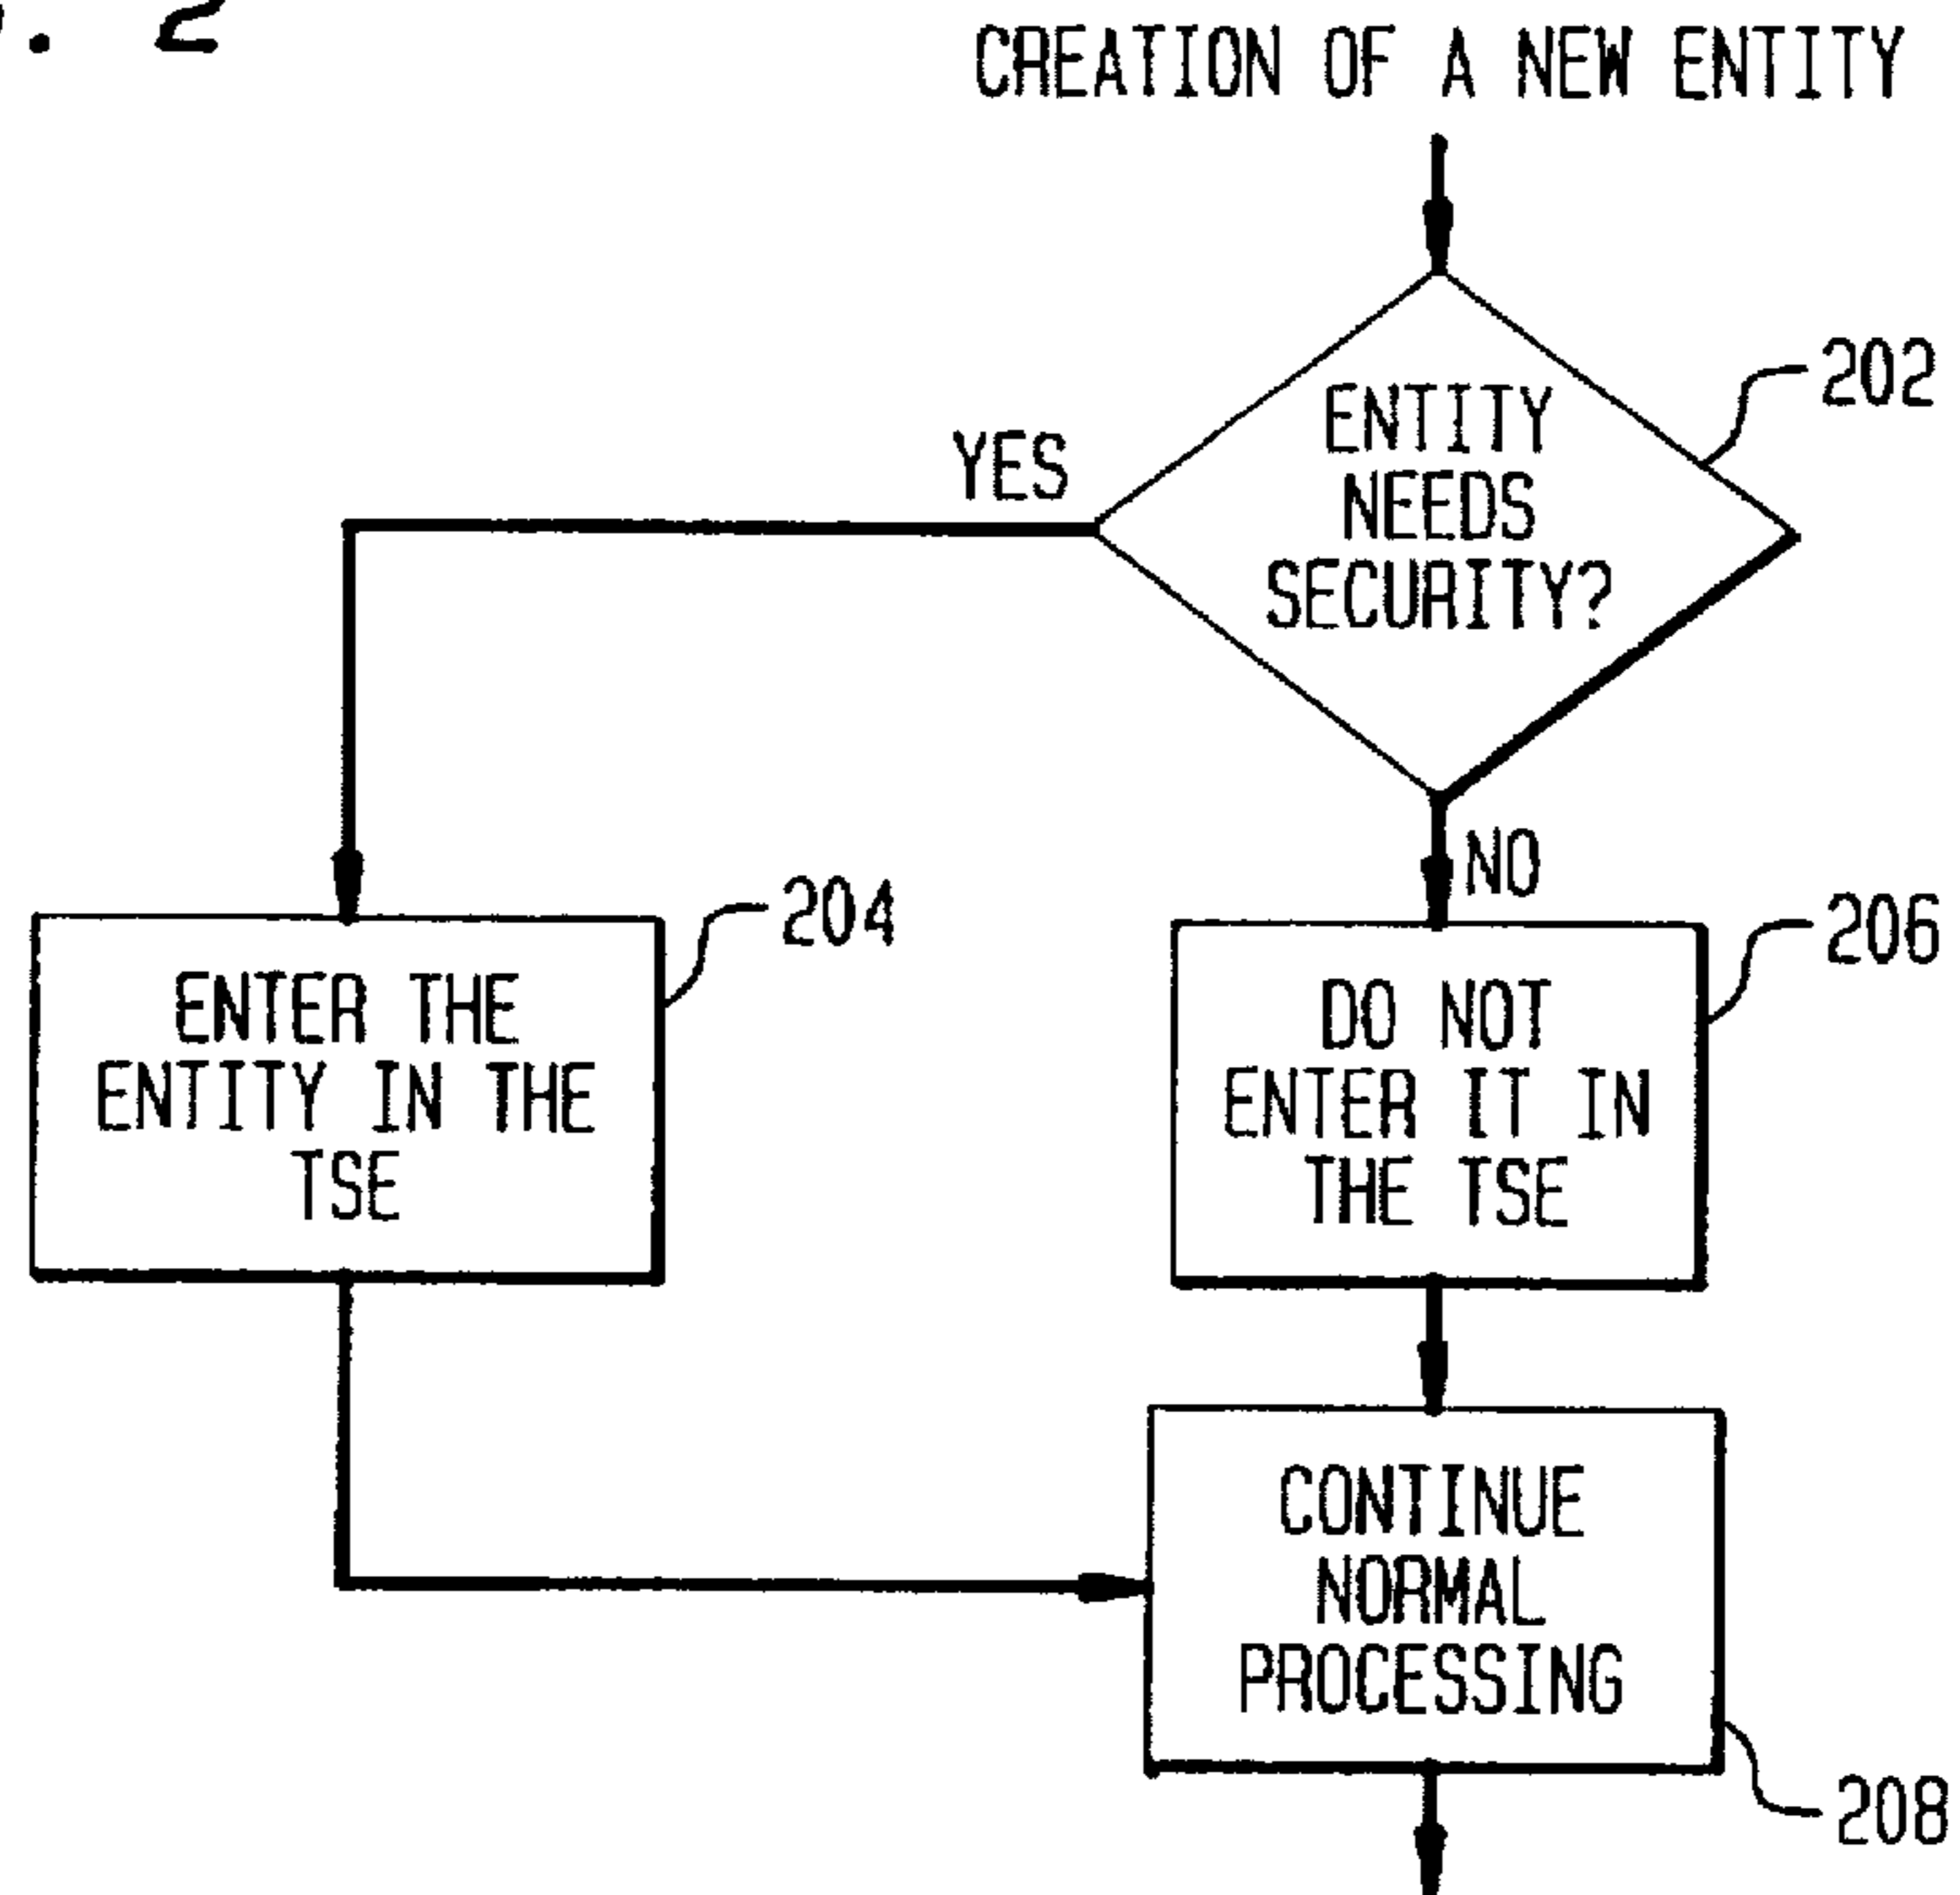 . 2
CREATION OF A NEW ENTITY
202
ENTITY
NEEDS
SECURITY?
YES
NO
204
ENTER THE
ENTITY IN THE
TSE
206
DO NOT
ENTER IT IN
THE TSE
CONTINUE
NORMAL
PROCESSING
208